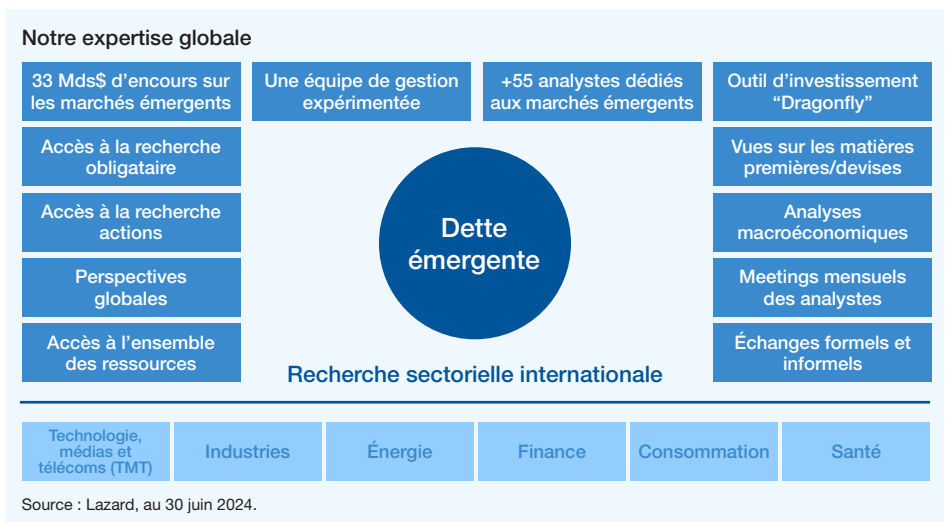 Notre expertise globale
33 Mds$ d’encours sur
les marchés émergents
Une équipe de gestion
expérimentée
+55 analystes dédiés
aux marchés émergents
Outil d’investissement
“Dragonfly”
Accès à la recherche
obligataire
Vues sur les matières
premières/devises
Accès à la recherche
actions
Dette
émergente
Analyses
macroéconomiques
Perspectives
globales
Meetings mensuels
des analystes
Accès à l’ensemble
des ressources
Échanges formels et
informels
Recherche sectorielle internationale
Technologie,
médias et
télécoms (TMT)
Industries
Énergie
Finance
Consommation
Santé
Source : Lazard, au 30 juin 2024.